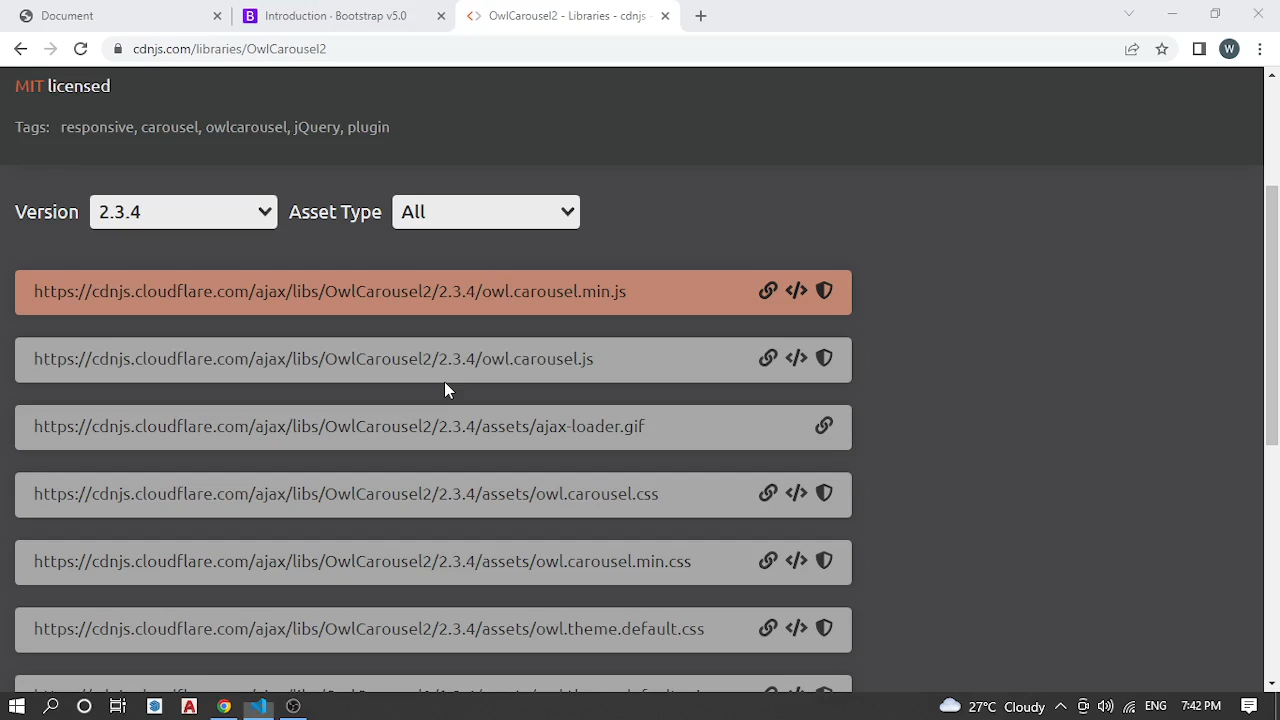 Document
Introduction · Bootstrap v5.0
OwlCarousel2 - Libraries - cdnjs -
cdnjs.com/libraries/OwlCarousel2
W
MIT licensed
Tags: responsive, carousel, owlcarousel, jQuery, plugin
Version 2.3.4 Asset Type All
https://cdnjs.cloudflare.com/ajax/libs/OwlCarousel2/2.3.4/owl.carousel.min.js
https://cdnjs.cloudflare.com/ajax/libs/OwlCarousel2/2.3.4/owl.carousel.js
https://cdnjs.cloudflare.com/ajax/libs/OwlCarousel2/2.3.4/assets/ajax-loader.gif
https://cdnjs.cloudflare.com/ajax/libs/OwlCarousel2/2.3.4/assets/owl.carousel.css
https://cdnjs.cloudflare.com/ajax/libs/OwlCarousel2/2.3.4/assets/owl.carousel.min.css
https://cdnjs.cloudflare.com/ajax/libs/OwlCarousel2/2.3.4/assets/owl.theme.default.css
27°C Cloudy ENG 7:42 PM